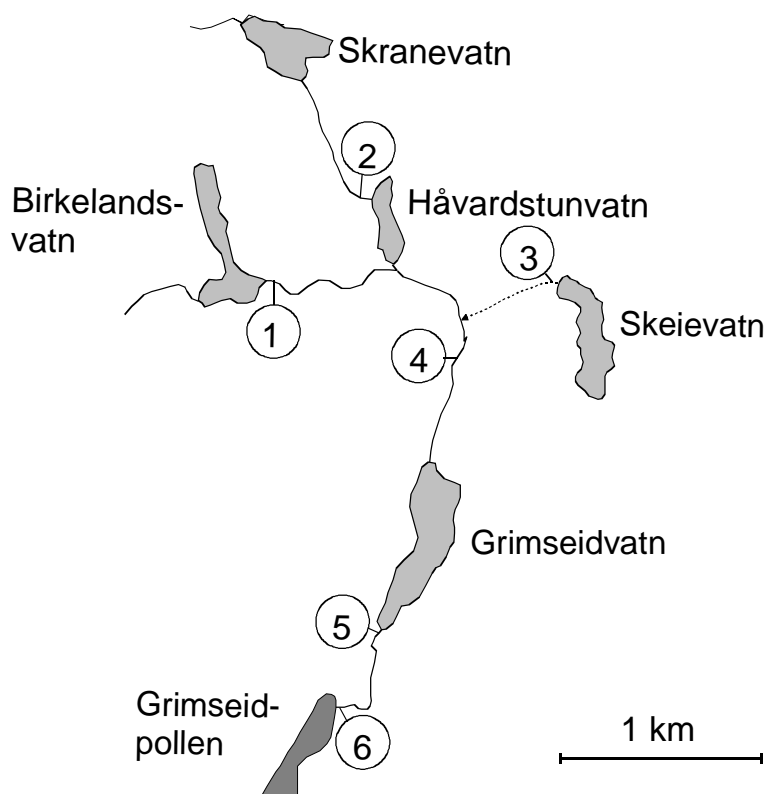 Skranevatn
2
Birkelands-
vatn
Håvardstunvatn
3
1
Skeievatn
4
Grimseidvatn
5
Grimseid-
pollen
6
1 km